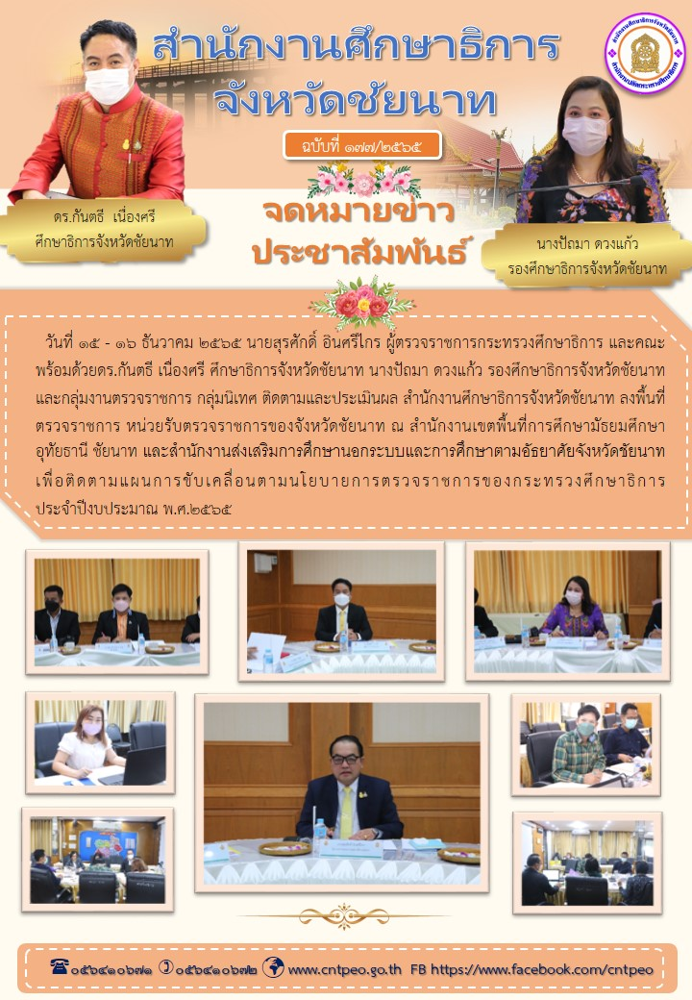 สำนักงานศึกษาธิการ
จังหวัดชัยนาท
ฉบับที่ ๑๗๗/๒๕๖๕
จดหมายข่าว
ประชาสัมพันธ์
ดร.กันตธี เนื่องศรี
ศึกษาธิการจังหวัดชัยนาท
นางปัถมา ดวงแก้ว
รองศึกษาธิการจังหวัดชัยนาท
วันที่ ๑๕ - ๑๖ ธันวาคม ๒๕๖๕ นายสุรศักดิ์ อินศรีไกร ผู้ตรวจราชการกระทรวงศึกษาธิการ และคณะ
พร้อมด้วยดร.กันตธี เนื่องศรี ศึกษาธิการจังหวัดชัยนาท นางปัถมา ดวงแก้ว รองศึกษาธิการจังหวัดชัยนาท
และกลุ่มงานตรวจราชการ กลุ่มนิเทศ ติดตามและประเมินผล สำนักงานศึกษาธิการจังหวัดชัยนาท ลงพื้นที่
ตรวจราชการ หน่วยรับตรวจราชการของจังหวัดชัยนาท ณ สำนักงานเขตพื้นที่การศึกษามัธยมศึกษา
อุทัยธานี ชัยนาท และสำนักงานส่งเสริมการศึกษานอกระบบและการศึกษาตามอัธยาศัยจังหวัดชัยนาท
เพื่อติดตามแผนการขับเคลื่อนตามนโยบายการตรวจราชการของกระทรวงศึกษาธิการ
ประจำปีงบประมาณ พ.ศ.๒๕๖๕
๐๕๖๔๑๐๖๗๑ ๐๕๖๔๑๐๖๗๒ www.cntpeo.go.th FB https://www.facebook.com/cntpeo